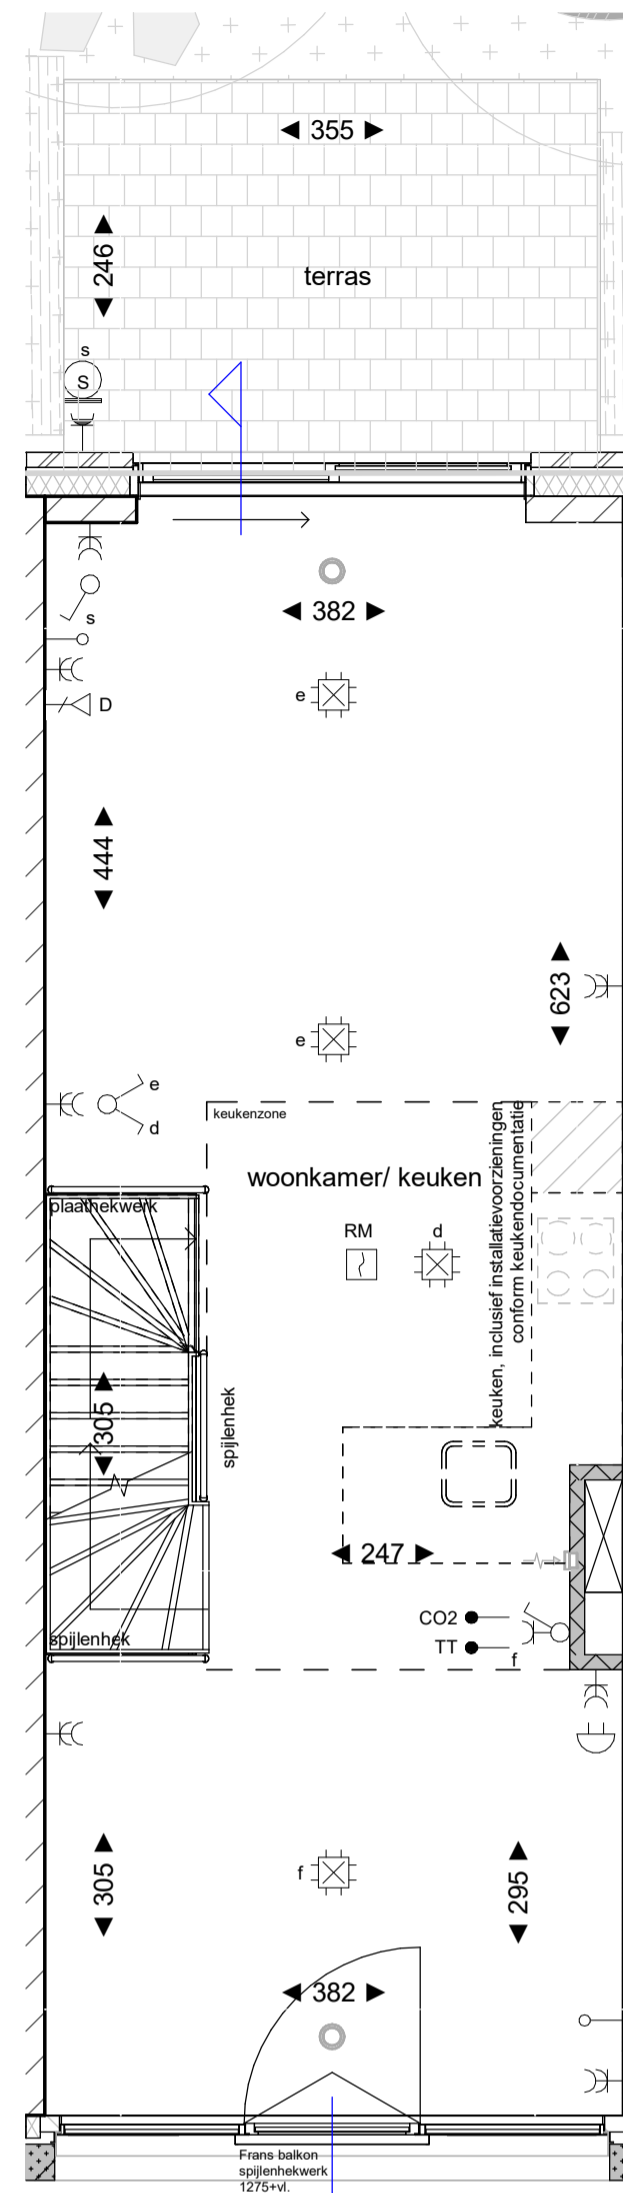 355
246
terras
s
S
382
e
s
D
444
623
e
e
d
keukenzone
woonkamer/ keuken
keuken, inclusief installatievoorzieningen
conform keukendocumentatie
plaathekwerk
RM
d
305
spijlenhek
247
CO2
TT
f
spijlenhek
305
f
295
382
Frans balkon
spijlenhekwerk
1275+vl.